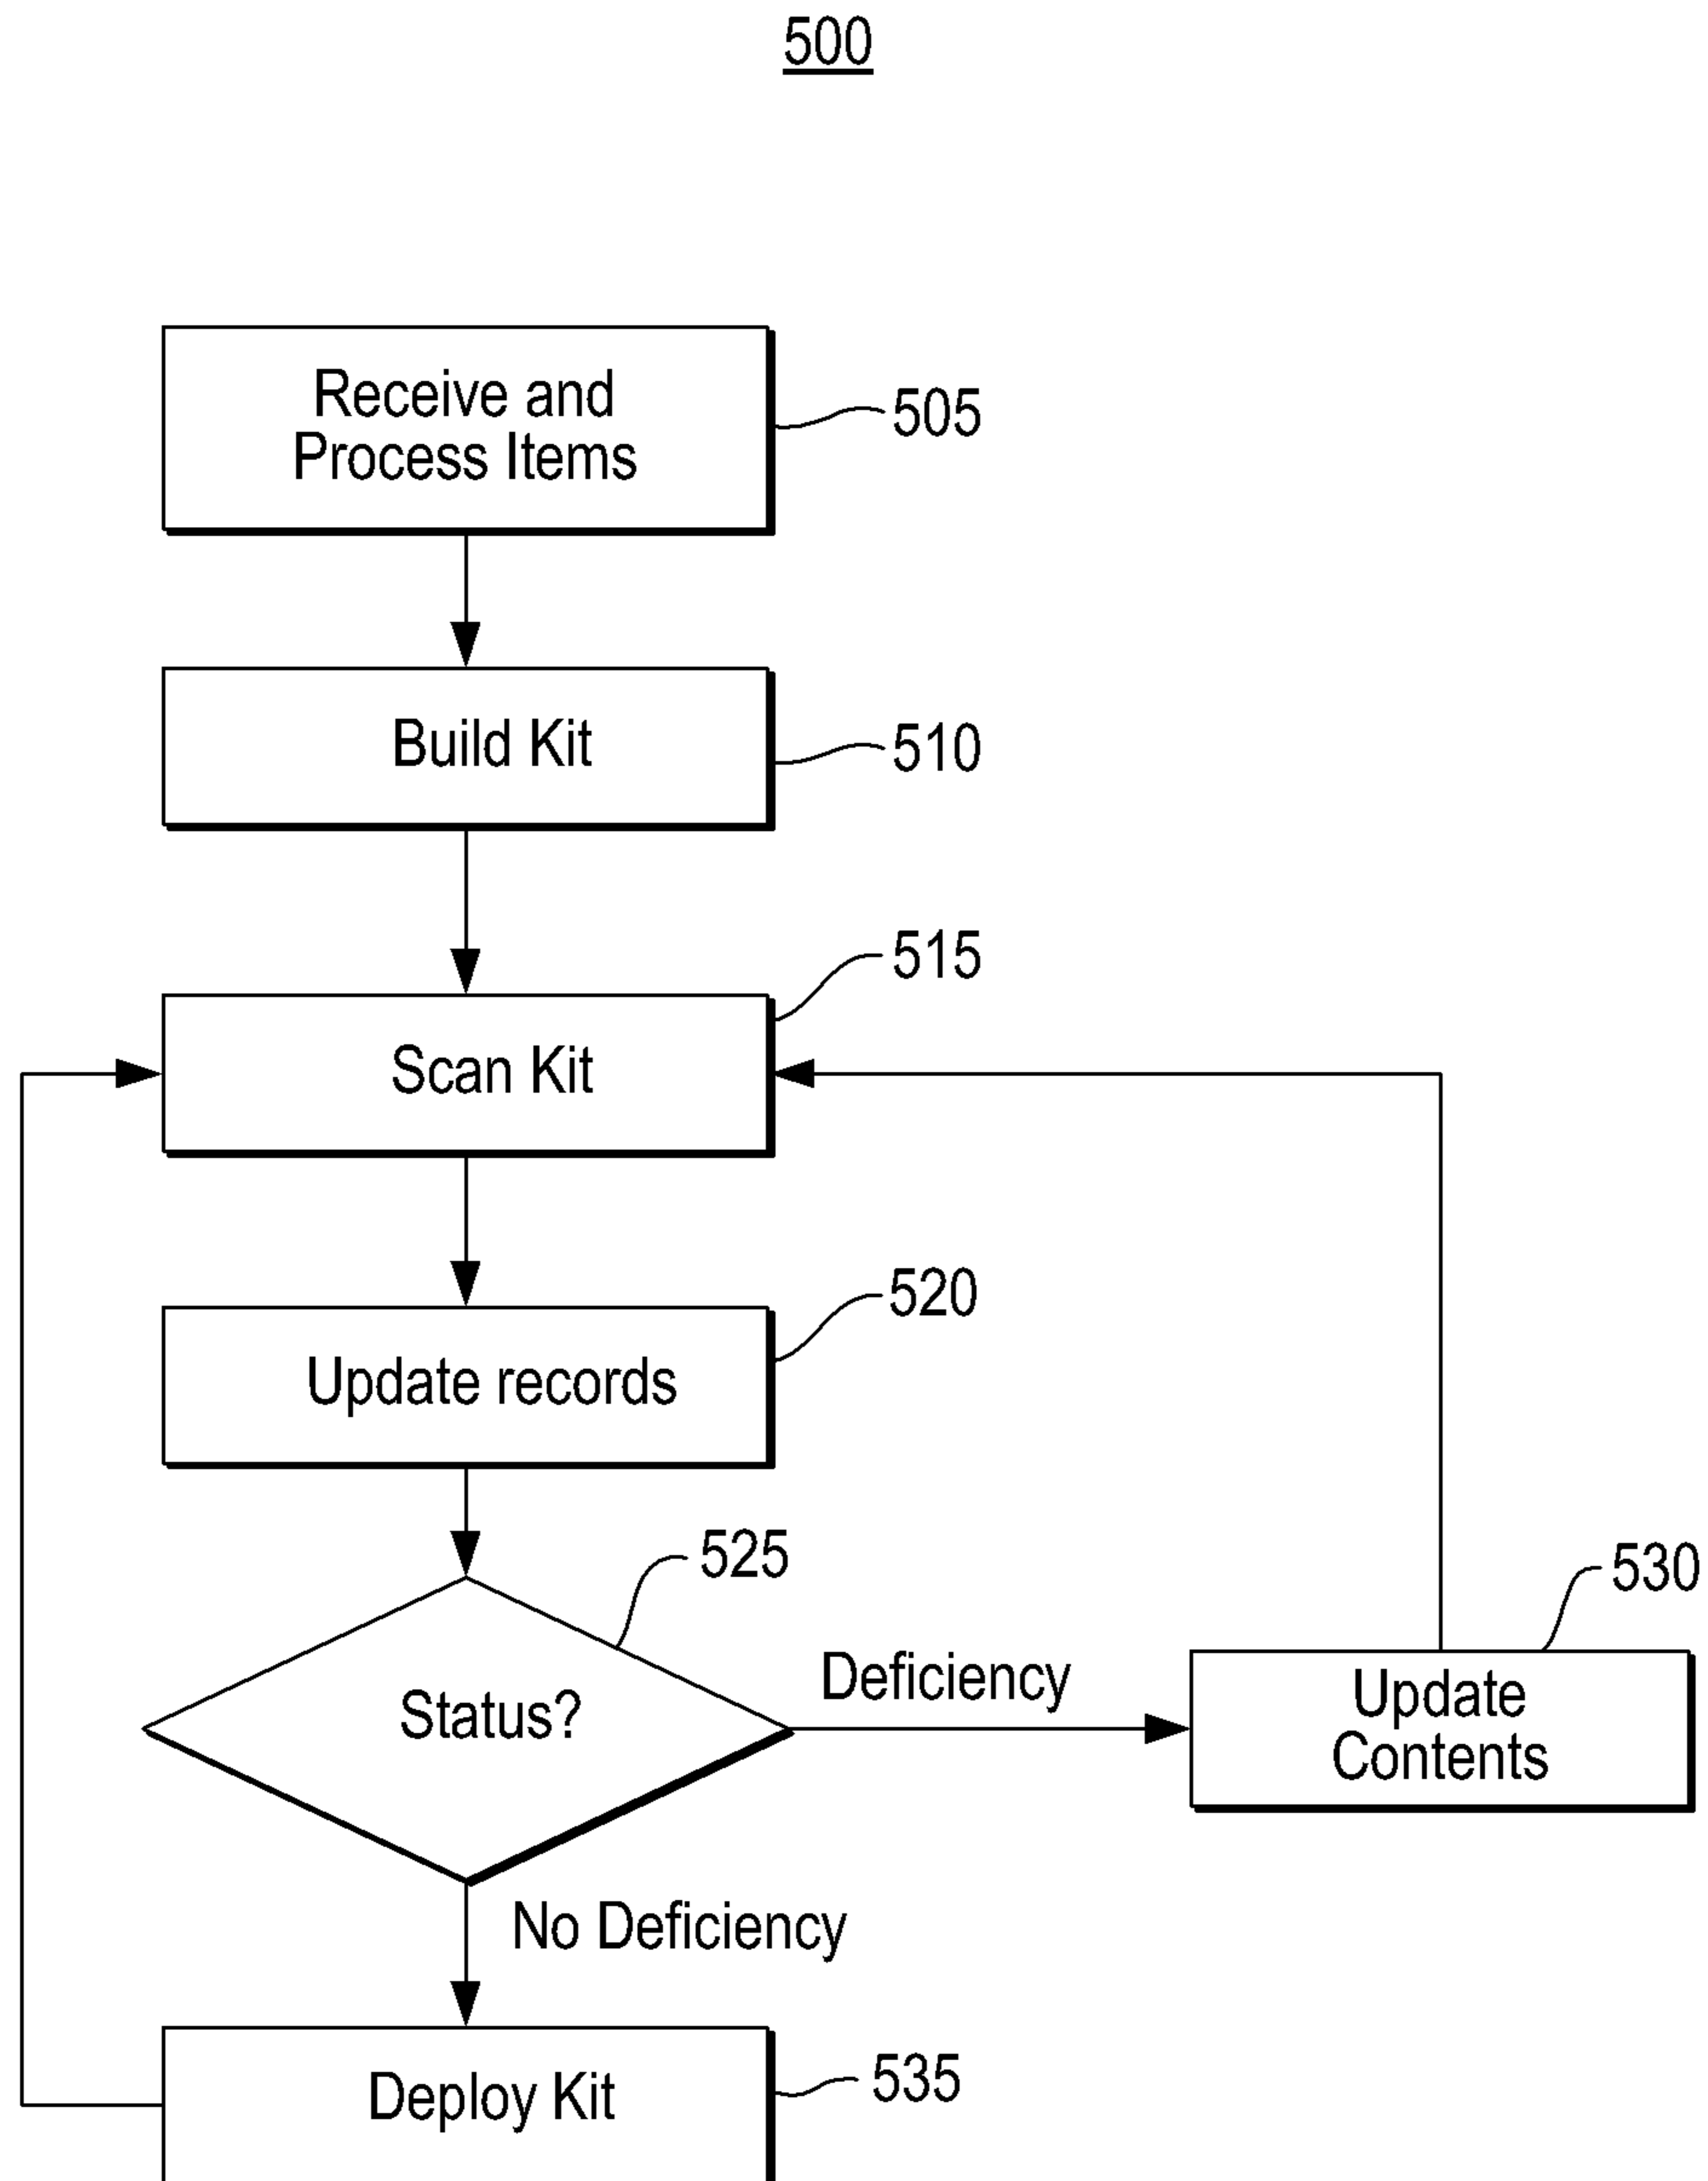 500
Receive and
Process Items
505
Build Kit
510
515
Scan Kit
520
Update records
525
Status?
Deficiency
530
Update
Contents
No Deficiency
Deploy Kit
535